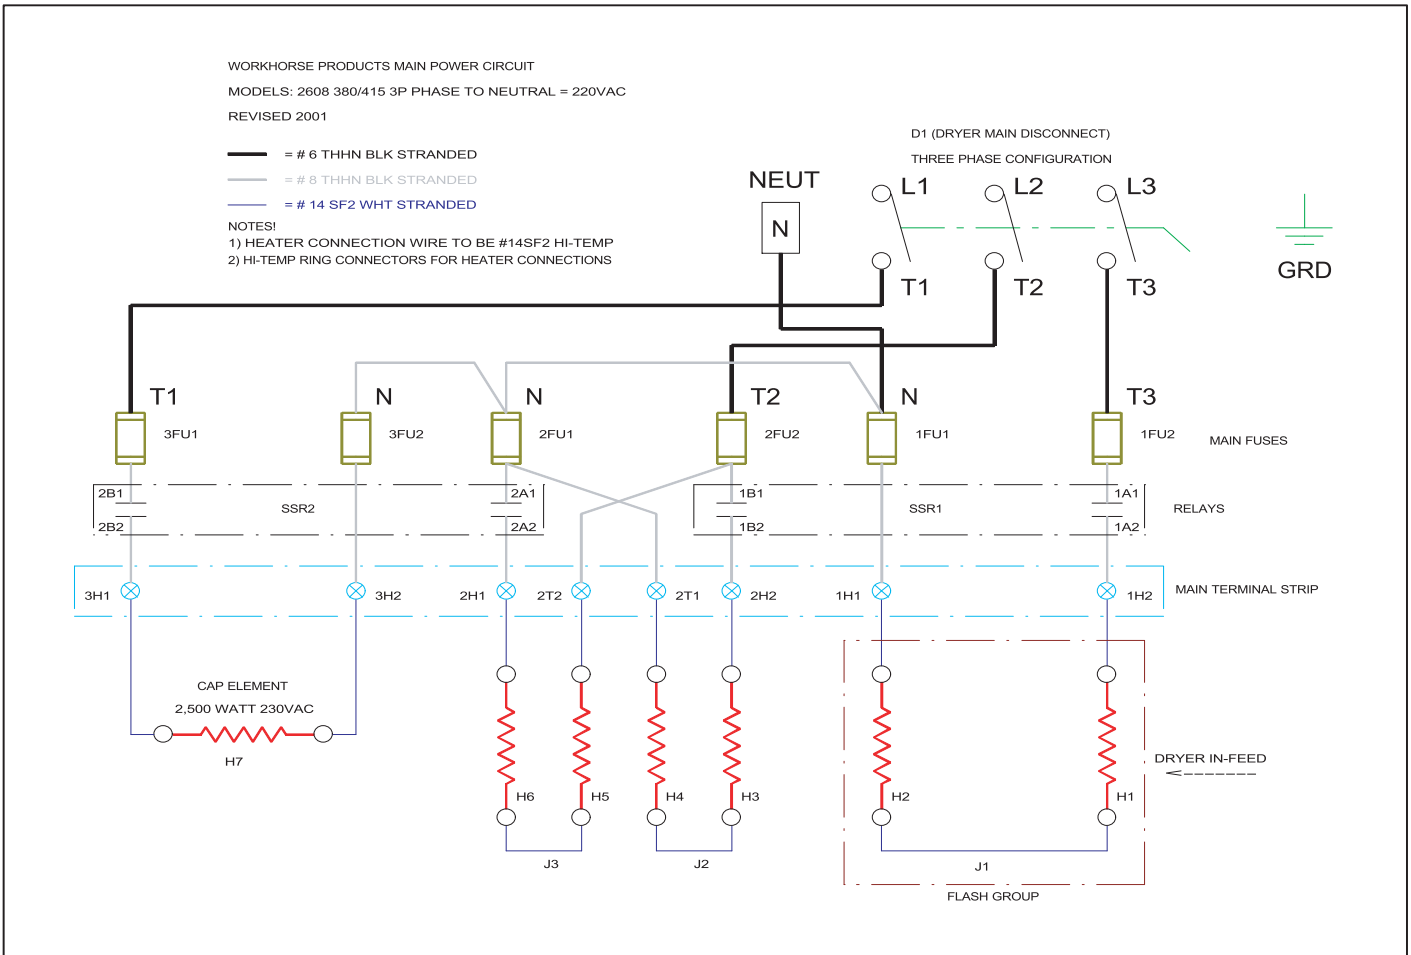 WORKHORSE PRODUCTS MAIN POWER CIRCUIT
MODELS: 2608 380/415 3P PHASE TO NEUTRAL = 220VAC
REVISED 2001
= # 6 THHN BLK STRANDED
= # 8 THHN BLK STRANDED
= # 14 SF2 WHT STRANDED
NOTES!
1) HEATER CONNECTION WIRE TO BE #14SF2 HI-TEMP
2) HI-TEMP RING CONNECTORS FOR HEATER CONNECTIONS
D1 (DRYER MAIN DISCONNECT)
THREE PHASE CONFIGURATION
NEUT
N
L1
L2
L3
T1
T2
T3
GRD
T1
N
N
T2
N
T3
3FU1
3FU2
2FU1
2FU2
1FU1
1FU2
MAIN FUSES
2B1
2A1
1B1
1A1
SSR2
SSR1
RELAYS
2B2
2A2
1B2
1A2
3H1
3H2
2H1
2T2
2T1
2H2
1H1
1H2
MAIN TERMINAL STRIP
CAP ELEMENT
2,500 WATT 230VAC
H7
H6
H5
H4
H3
H2
H1
DRYER IN-FEED
J3
J2
J1
FLASH GROUP